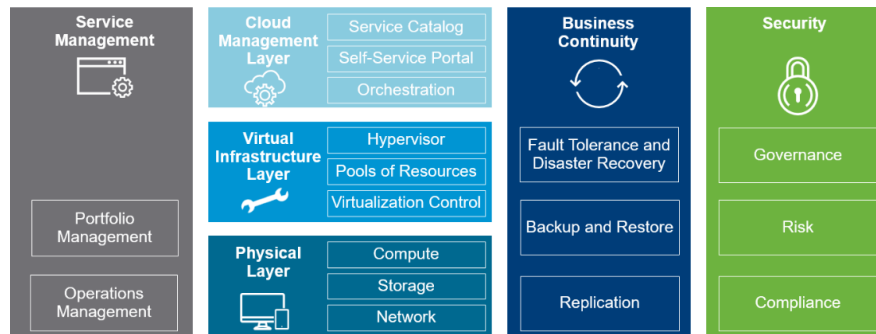 Service
Management
Portfolio
Management
Operations
Management
Cloud
Management
Layer
Service Catalog
Self-Service Portal
Orchestration
Virtual
Infrastructure
Layer
Hypervisor
Pools of Resources
Virtualization Control
Physical
Layer
Compute
Storage
Network
Business
Continuity
Fault Tolerance and
Disaster Recovery
Backup and Restore
Replication
Security
Governance
Risk
Compliance